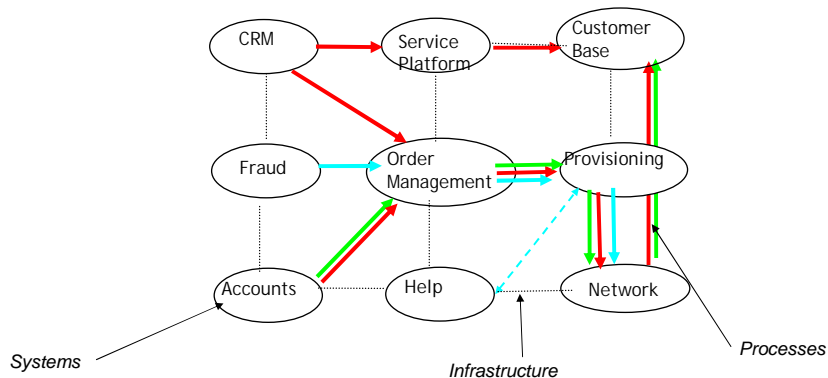 CRM
Service
Platform
Customer
Base
Fraud
Order
Management
Provisioning
Accounts
Help
Network
Systems
Infrastructure
Processes